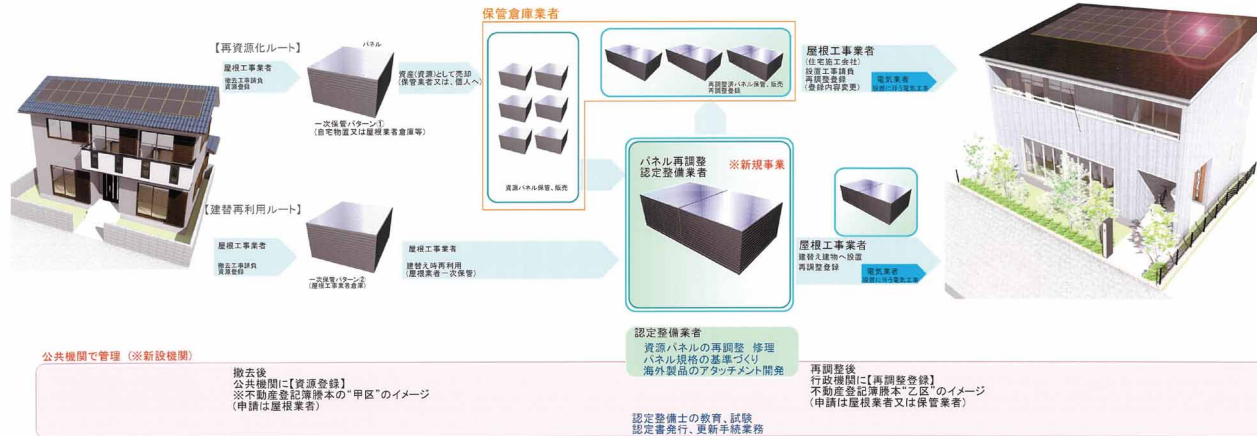 保管倉庫業者
【再資源化ルート】
屋根工事業者
撤去工事請負
資源登録
パネル
一次保管パターン①
(自宅物置又は屋根業者倉庫等)
資産(資源)として売却
(保管業者又は、個人へ)
資源パネル保管、販売
再調整済パネル保管、販売
再調整登録
屋根工事業者
(住宅施工会社)
設置工事請負
再調整登録
(登録内容変更)
電気業者
設置に伴う電気工事
パネル再調整
認定整備業者
※新規事業
【建替再利用ルート】
屋根工事業者
撤去工事請負
資源登録
一次保管パターン②
(屋根工事業者倉庫)
屋根工事業者
建替え時再利用
(屋根業者一次保管)
屋根工事業者
建替え建物へ設置
再調整登録
電気業者
設置に伴う電気工事
認定整備業者
資源パネルの再調整 修理
パネル規格の基準づくり
海外製品のアタッチメント開発
公共機関で管理 (※新設機関)
撤去後
公共機関に【資源登録】
※不動産登記簿謄本の“甲区”のイメージ
(申請は屋根業者)
再調整後
行政機関に【再調整登録】
不動産登記簿謄本“乙区”のイメージ
(申請は屋根業者又は保管業者)
認定整備士の教育、試験
認定書発行、更新手続業務